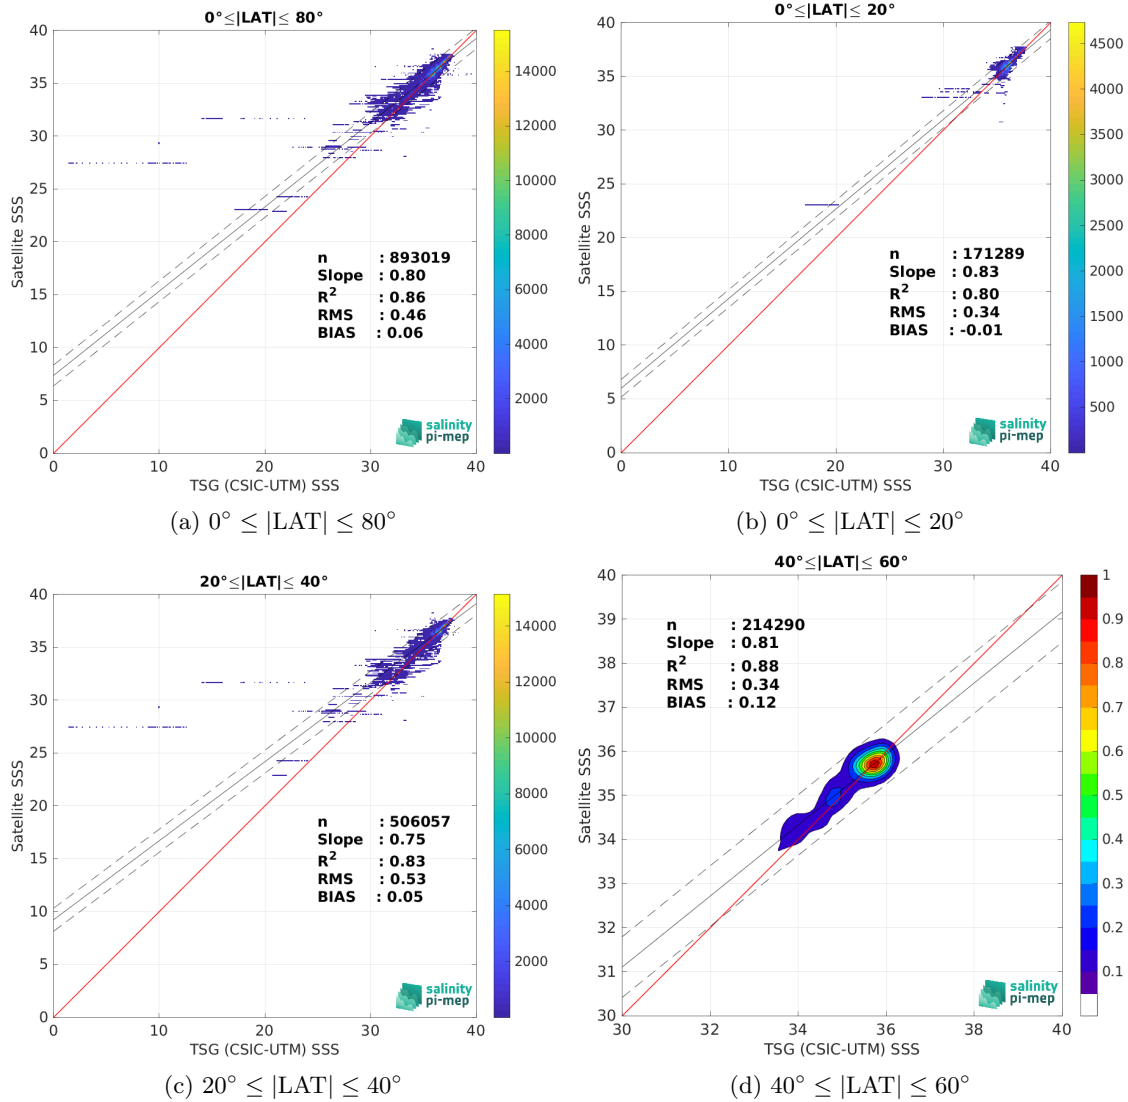 0°≤|LAT|≤ 80°
40
35
30
25
20
15
10
5
0
Satellite SSS
0
10
20
30
40
TSG (CSIC-UTM) SSS
14000
12000
10000
8000
6000
4000
2000
n : 893019
Slope : 0.80
R² : 0.86
RMS : 0.46
BIAS : 0.06
salinity
pi-mep
(a) 0° ≤ |LAT| ≤ 80°
0°≤|LAT|≤ 20°
40
35
30
25
20
15
10
5
0
Satellite SSS
0
10
20
30
40
TSG (CSIC-UTM) SSS
4500
4000
3500
3000
2500
2000
1500
1000
500
n : 171289
Slope : 0.83
R² : 0.80
RMS : 0.34
BIAS : -0.01
salinity
pi-mep
(b) 0° ≤ |LAT| ≤ 20°
20°≤|LAT|≤ 40°
40
35
30
25
20
15
10
5
0
Satellite SSS
0
10
20
30
40
TSG (CSIC-UTM) SSS
14000
12000
10000
8000
6000
4000
2000
n : 506057
Slope : 0.75
R² : 0.83
RMS : 0.53
BIAS : 0.05
salinity
pi-mep
(c) 20° ≤ |LAT| ≤ 40°
40°≤|LAT|≤ 60°
40
39
38
37
36
35
34
33
32
31
30
Satellite SSS
30
32
34
36
38
40
TSG (CSIC-UTM) SSS
1
0.9
0.8
0.7
0.6
0.5
0.4
0.3
0.2
0.1
n : 214290
Slope : 0.81
R² : 0.88
RMS : 0.34
BIAS : 0.12
salinity
pi-mep
(d) 40° ≤ |LAT| ≤ 60°